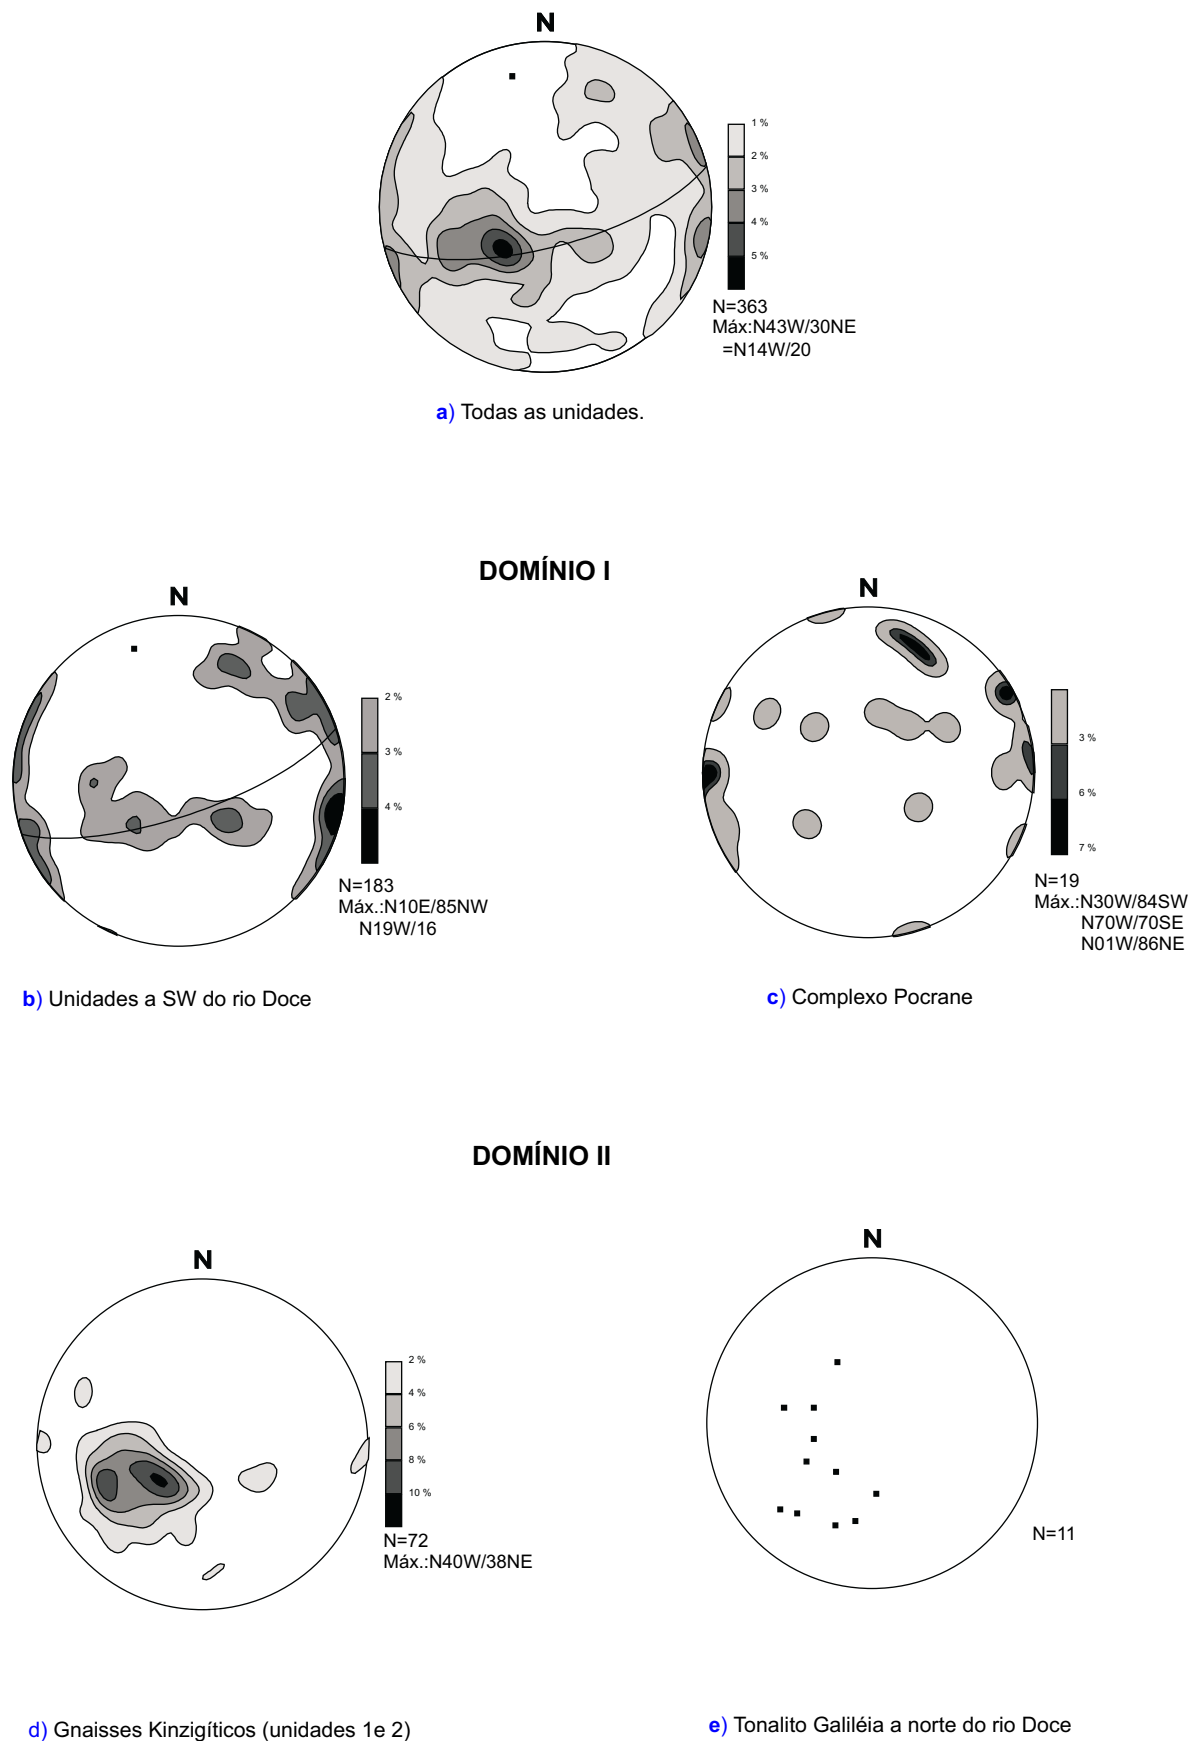 N
1 %
2 %
3 %
4 %
5 %
N=363
Máx:N43W/30NE
=N14W/20
a) Todas as unidades.
DOMÍNIO I
N
2 %
3 %
4 %
N=183
Máx.:N10E/85NW
N19W/16
b) Unidades a SW do rio Doce
N
3 %
6 %
7 %
N=19
Máx.:N30W/84SW
N70W/70SE
N01W/86NE
c) Complexo Pocrane
DOMÍNIO II
N
2 %
4 %
6 %
8 %
10 %
N=72
Máx.:N40W/38NE
d) Gnaisses Kinzigíticos (unidades 1e 2)
N
N=11
e) Tonalito Galiléia a norte do rio Doce